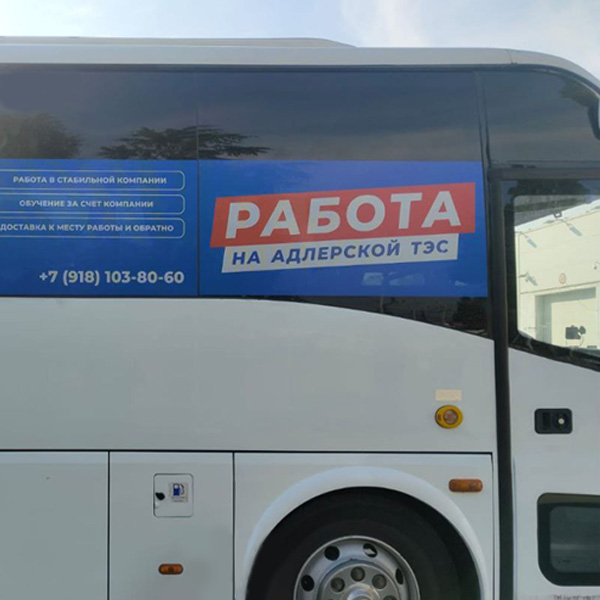 РАБОТА В СТАБИЛЬНОЙ КОМПАНИИ
ОБУЧЕНИЕ ЗА СЧЕТ КОМПАНИИ
ДОСТАВКА К МЕСТУ РАБОТЫ И ОБРАТНО
+7 (918) 103-80-60
РАБОТА
НА АДЛЕРСКОЙ ТЭС